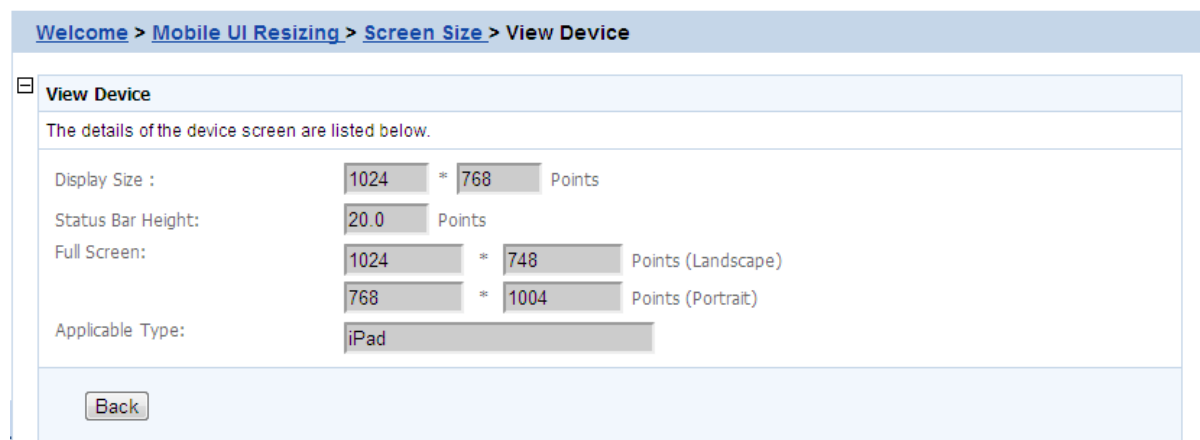 Welcome > Mobile UI Resizing > Screen Size > View Device
View Device
The details of the device screen are listed below.
Display Size : 1024 * 768 Points
Status Bar Height: 20.0 Points
Full Screen: 1024 * 748 Points (Landscape)
768 * 1004 Points (Portrait)
Applicable Type: iPad
Back